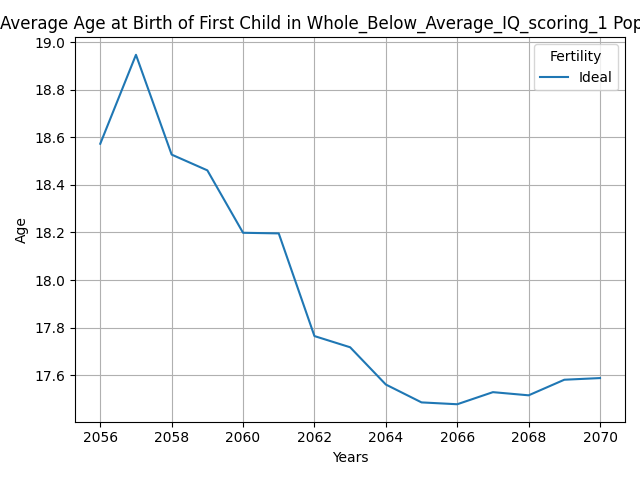 Average Age at Birth of First Child in Whole_Below_Average_IQ_scoring_1 Pop
19.0
18.8
18.6
18.4
18.2
18.0
17.8
17.6
Age
Fertility
Ideal
2056 2058 2060 2062 2064 2066 2068 2070
Years